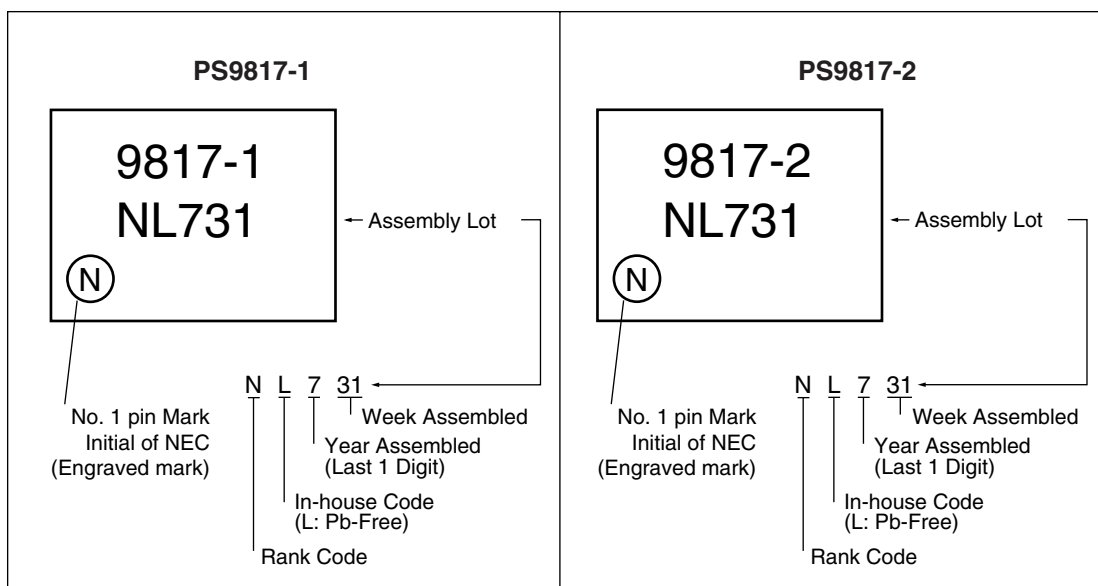 PS9817-1
9817-1
NL731
N
Assembly Lot
N L 7 31
No. 1 pin Mark
Initial of NEC
(Engraved mark)
Week Assembled
Year Assembled
(Last 1 Digit)
In-house Code
(L: Pb-Free)
Rank Code
PS9817-2
9817-2
NL731
N
Assembly Lot
N L 7 31
No. 1 pin Mark
Initial of NEC
(Engraved mark)
Week Assembled
Year Assembled
(Last 1 Digit)
In-house Code
(L: Pb-Free)
Rank Code